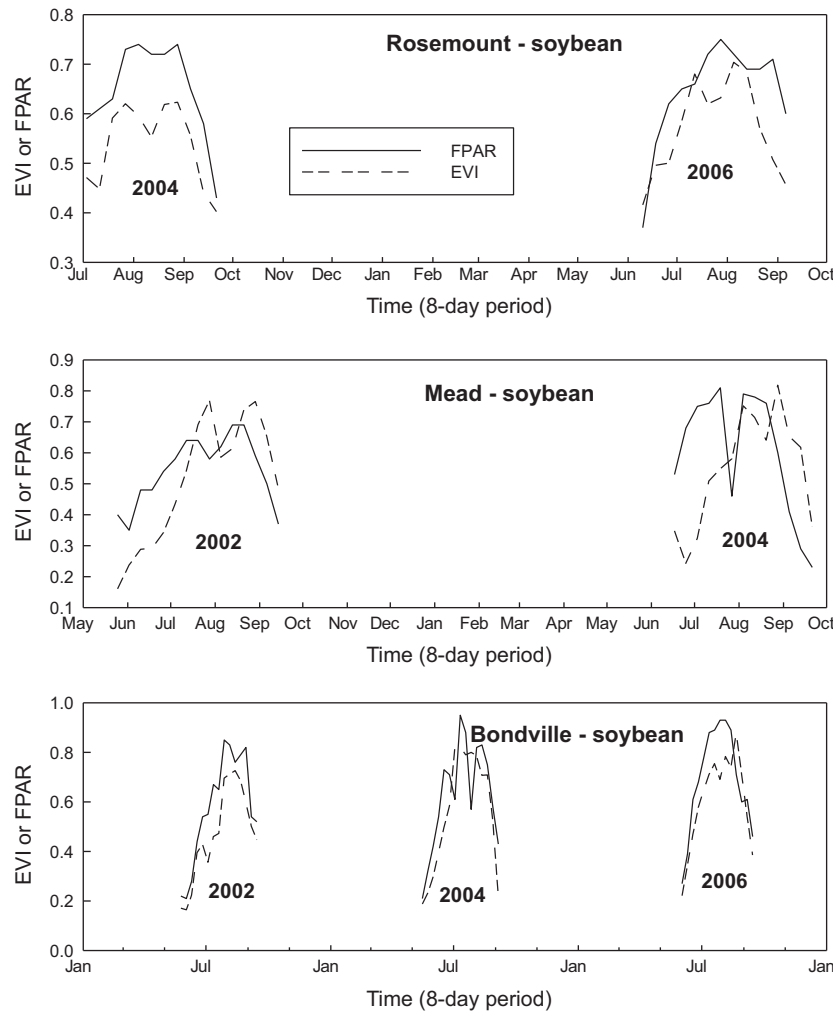 Rosemount - soybean
EVI or FPAR
0.8
0.7
0.6
0.5
0.4
0.3
FPAR
EVI
2004
2006
Jul Aug Sep Oct Nov Dec Jan Feb Mar Apr May Jun Jul Aug Sep Oct
Time (8-day period)
Mead - soybean
EVI or FPAR
0.9
0.8
0.7
0.6
0.5
0.4
0.3
0.2
0.1
2002
2004
May Jun Jul Aug Sep Oct Nov Dec Jan Feb Mar Apr May Jun Jul Aug Sep Oct
Time (8-day period)
Bondville - soybean
EVI or FPAR
1.0
0.8
0.6
0.4
0.2
0.0
2002
2004
2006
Jan Jul Jan Jul Jan Jul Jan
Time (8-day period)